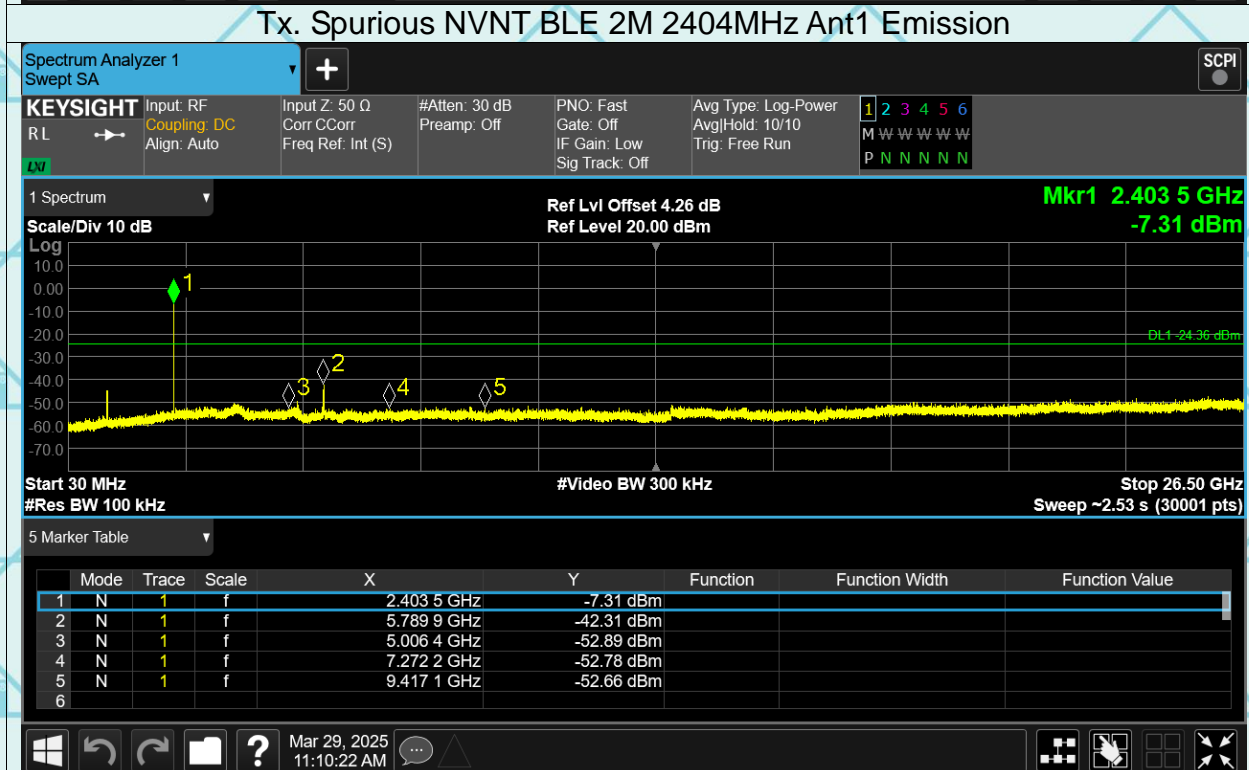 Tx. Spurious NVNT BLE 2M 2404MHz Ant1 Emission
Spectrum Analyzer 1
Swept SA
+
SCPI
KEYSIGHT
R L
LXI
Input: RF
Coupling: DC
Align: Auto
Input Z: 50 Ω
Corr CCorr
Freq Ref: Int (S)
#Atten: 30 dB
Preamp: Off
PNO: Fast
Gate: Off
IF Gain: Low
Sig Track: Off
Avg Type: Log-Power
Avg|Hold: 10/10
Trig: Free Run
1 2 3 4 5 6
M W W W W W
P N N N N N
1 Spectrum
Scale/Div 10 dB
Ref Lvl Offset 4.26 dB
Ref Level 20.00 dBm
Mkr1 2.403 5 GHz
-7.31 dBm
Log
10.0
0.00
-10.0
-20.0
-30.0
-40.0
-50.0
-60.0
-70.0
1
DL1 -24.36 dBm
2
3
4
5
Start 30 MHz
#Res BW 100 kHz
#Video BW 300 kHz
Stop 26.50 GHz
Sweep ~2.53 s (30001 pts)
5 Marker Table
Mode Trace Scale X Y Function Function Width Function Value
1 N 1 f 2.403 5 GHz -7.31 dBm
2 N 1 f 5.789 9 GHz -42.31 dBm
3 N 1 f 5.006 4 GHz -52.89 dBm
4 N 1 f 7.272 2 GHz -52.78 dBm
5 N 1 f 9.417 1 GHz -52.66 dBm
6
?
Mar 29, 2025
11:10:22 AM